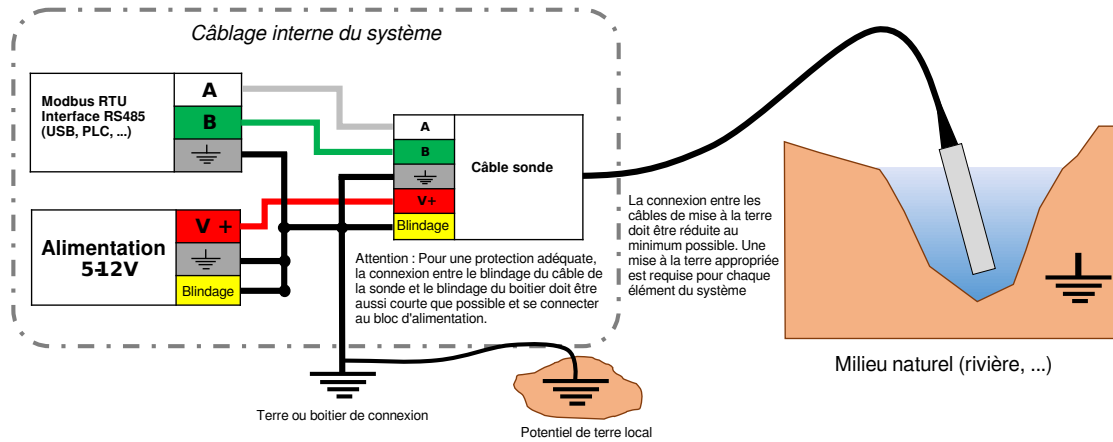 Câblage interne du système
Modbus RTU
Interface RS485
(USB, PLC, ...)
A
B
Alimentation
5-12V
V +
Blindage
A
B
V+
Blindage
Câble sonde
Attention : Pour une protection adéquate,
la connexion entre le blindage du câble de
la sonde et le blindage du boitier doit être
aussi courte que possible et se connecter
au bloc d'alimentation.
La connexion entre les
câbles de mise à la terre
doit être réduite au
minimum possible. Une
mise à la terre appropriée
est requise pour chaque
élément du système
Milieu naturel (rivière, ...)
Terre ou boitier de connexion
Potentiel de terre local